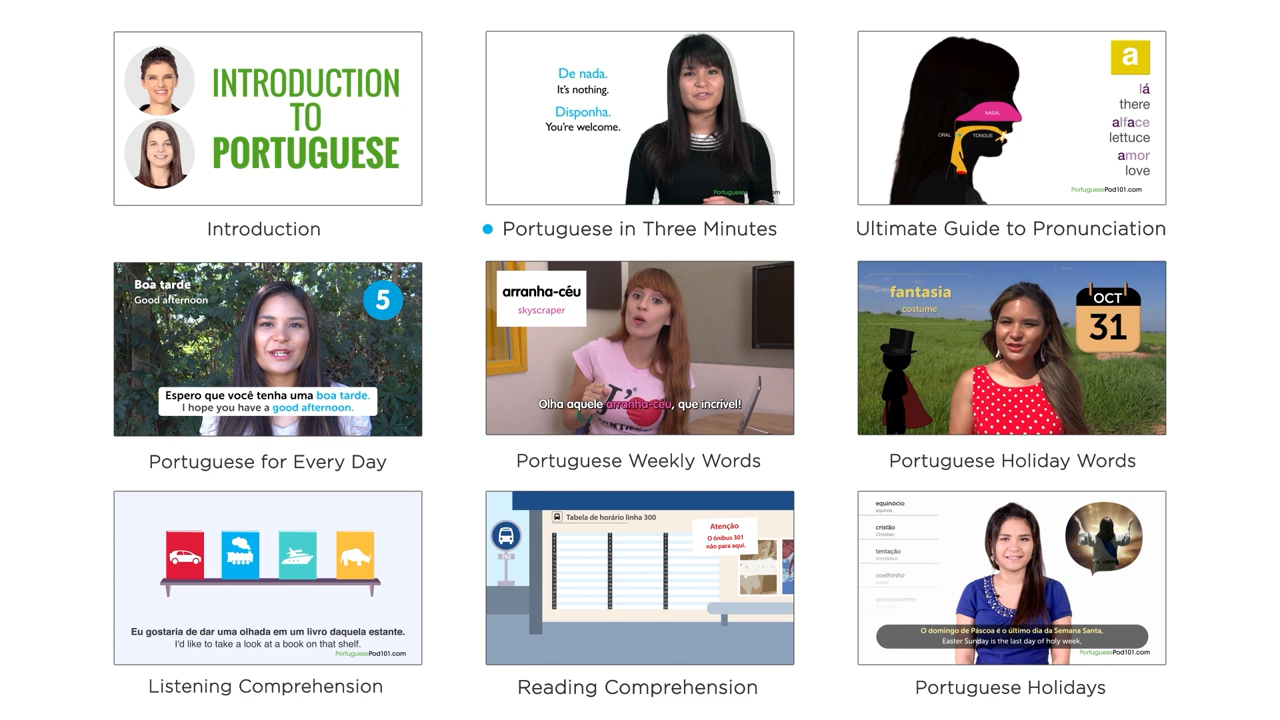 INTRODUCTION
TO
PORTUGUESE
Introduction
De nada.
It's nothing.
Disponha.
You're welcome.
Portuguese in Three Minutes
a
lá
there
alface
lettuce
amor
love
NASAL
ORAL
TONGUE
PortuguesePod101.com
Ultimate Guide to Pronunciation
Boa tarde
Good afternoon
5
Espero que você tenha uma boa tarde.
I hope you have a good afternoon.
Portuguese for Every Day
arranha-céu
skyscraper
Olha aquele arranha-céu, que incrível!
Portuguese Weekly Words
fantasia
costume
OCT
31
Portuguese Holiday Words
Eu gostaria de dar uma olhada em um livro daquela estante.
I'd like to take a look at a book on that shelf.
PortuguesePod101.com
Listening Comprehension
Tabela de horário linha 300
Atenção
O ônibus 301
não para aqui.
Reading Comprehension
equinócio
equinox
cristão
Christian
tentação
temptation
coelhinho
bunny
O domingo de Páscoa é o último dia da Semana Santa,
Easter Sunday is the last day of holy week,
PortuguesePod101.com
Portuguese Holidays